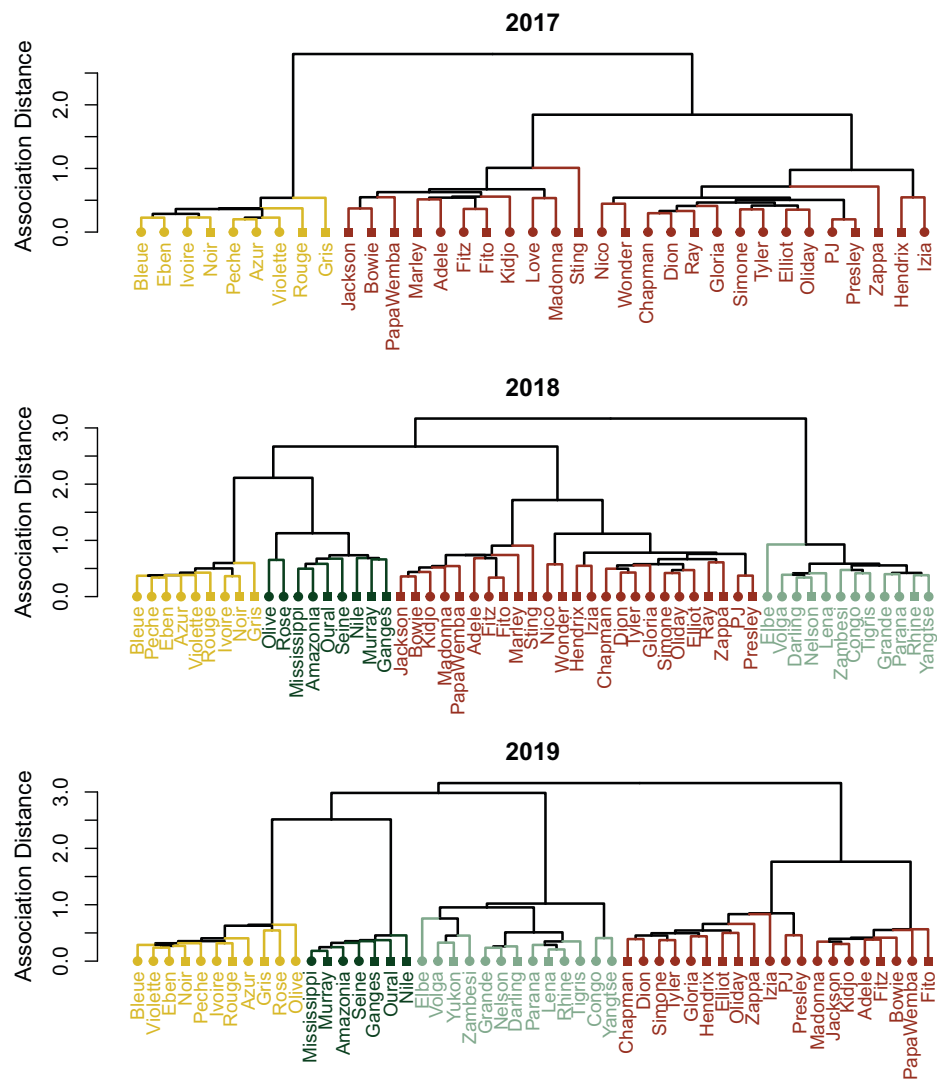 2017
Association Distance
2.0
1.0
0.0
Bleue Eben Ivoire Noir Peche Azur Violette Rouge Gris Jackson Bowie PapaWemba Marley Adele Fitz Fito Kidjo Love Madonna Sting Nico Wonder Chapman Dion Ray Gloria Simone Tyler Elliot Oliday PJ Presley Zappa Hendrix Izia
2018
Association Distance
3.0
2.0
1.0
0.0
Bleue Peche Eben Azur Violette Rouge Ivoire Noir Gris Olive Rose Mississippi Amazonia Oural Seine Nile Murray Ganges Jackson Bowie Kidjo Madonna PapaWemba Adele Fitz Fito Marley Sting Nico Wonder Hendrix Izia Chapman Dion Tyler Gloria Simone Oliday Elliot Ray Zappa PJ Presley Elbe Volga Darling Nelson Lena Zambesi Congo Tigris Grande Parana Rhine Yangtse
2019
Association Distance
3.0
2.0
1.0
0.0
Bleue Violette Eben Noir Peche Ivoire Rouge Azur Gris Rose Olive Mississippi Murray Amazonia Seine Ganges Oural Nile Elbe Volga Yukon Zambesi Grande Nelson Darling Parana Lena Rhine Tigris Congo Yangtse Chapman Dion Simone Tyler Gloria Hendrix Elliot Oliday Zappa Izia PJ Presley Madonna Jackson Kidjo Adele Fitz Bowie PapaWemba Fito